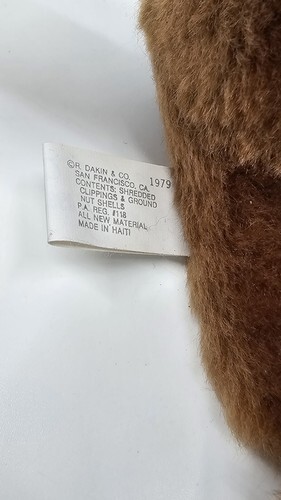 ©R. DAKIN & CO.
SAN FRANCISCO, CA. 1979
CONTENTS: SHREDDED
CLIPPINGS & GROUND
NUT SHELLS
P.A. REG. #118
ALL NEW MATERIAL
MADE IN HAITI